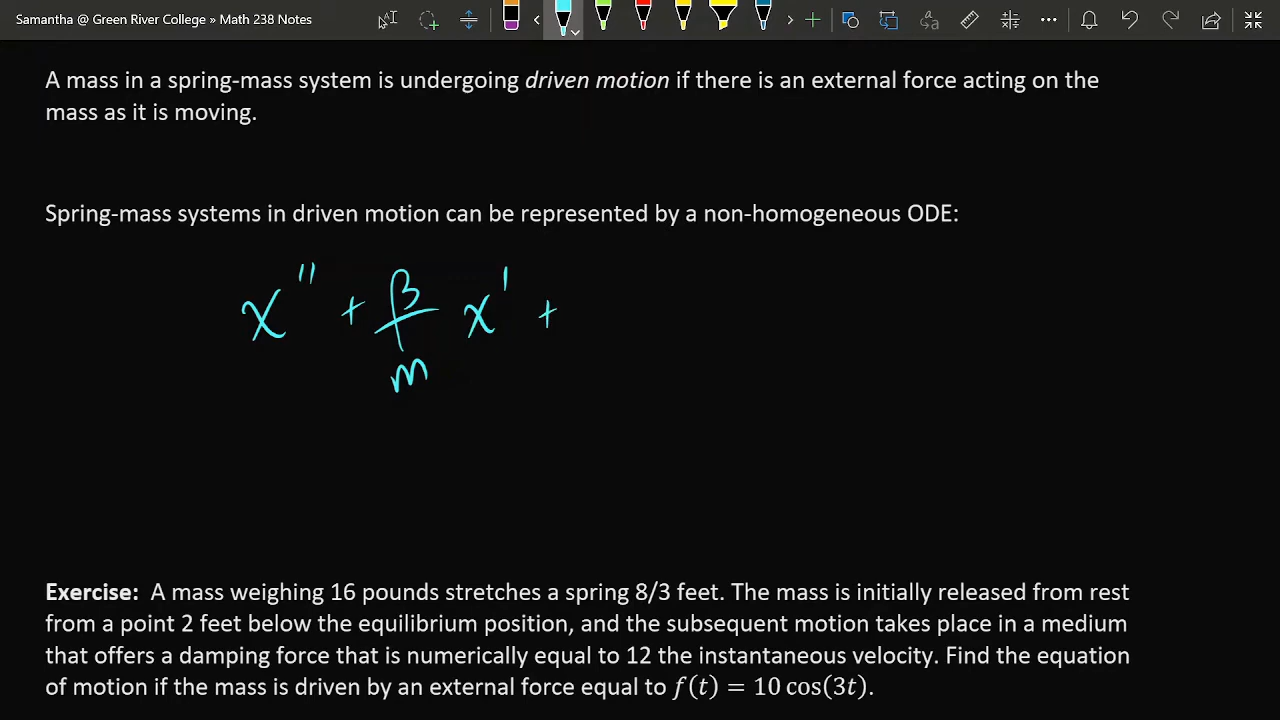 Samantha @ Green River College » Math 238 Notes
A mass in a spring-mass system is undergoing driven motion if there is an external force acting on the
mass as it is moving.
Spring-mass systems in driven motion can be represented by a non-homogeneous ODE:
x'' + β/m x' +
Exercise: A mass weighing 16 pounds stretches a spring 8/3 feet. The mass is initially released from rest
from a point 2 feet below the equilibrium position, and the subsequent motion takes place in a medium
that offers a damping force that is numerically equal to 12 the instantaneous velocity. Find the equation
of motion if the mass is driven by an external force equal to f(t) = 10 cos(3t).